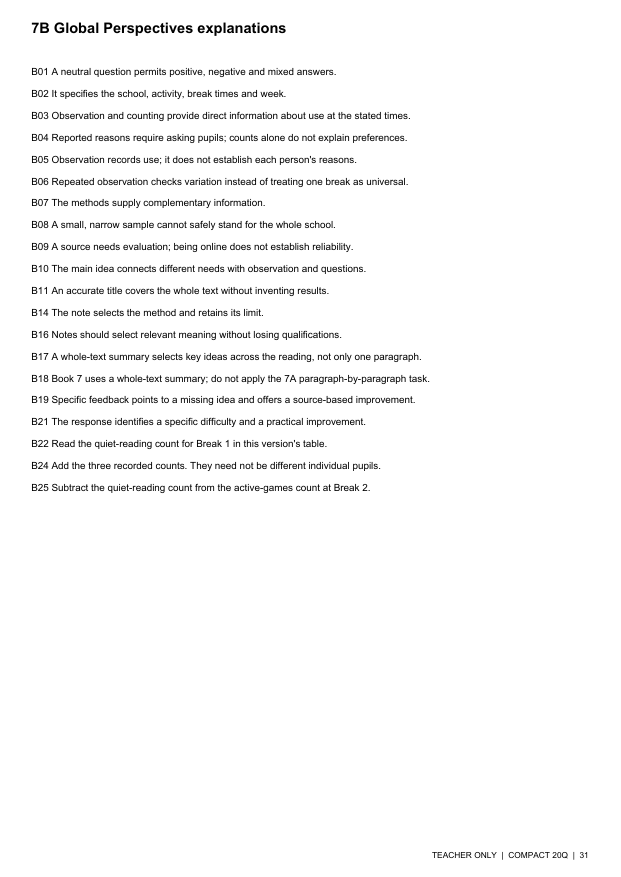 7B Global Perspectives explanations
B01 A neutral question permits positive, negative and mixed answers.
B02 It specifies the school, activity, break times and week.
B03 Observation and counting provide direct information about use at the stated times.
B04 Reported reasons require asking pupils; counts alone do not explain preferences.
B05 Observation records use; it does not establish each person's reasons.
B06 Repeated observation checks variation instead of treating one break as universal.
B07 The methods supply complementary information.
B08 A small, narrow sample cannot safely stand for the whole school.
B09 A source needs evaluation; being online does not establish reliability.
B10 The main idea connects different needs with observation and questions.
B11 An accurate title covers the whole text without inventing results.
B14 The note selects the method and retains its limit.
B16 Notes should select relevant meaning without losing qualifications.
B17 A whole-text summary selects key ideas across the reading, not only one paragraph.
B18 Book 7 uses a whole-text summary; do not apply the 7A paragraph-by-paragraph task.
B19 Specific feedback points to a missing idea and offers a source-based improvement.
B21 The response identifies a specific difficulty and a practical improvement.
B22 Read the quiet-reading count for Break 1 in this version's table.
B24 Add the three recorded counts. They need not be different individual pupils.
B25 Subtract the quiet-reading count from the active-games count at Break 2.
TEACHER ONLY | COMPACT 20Q | 31